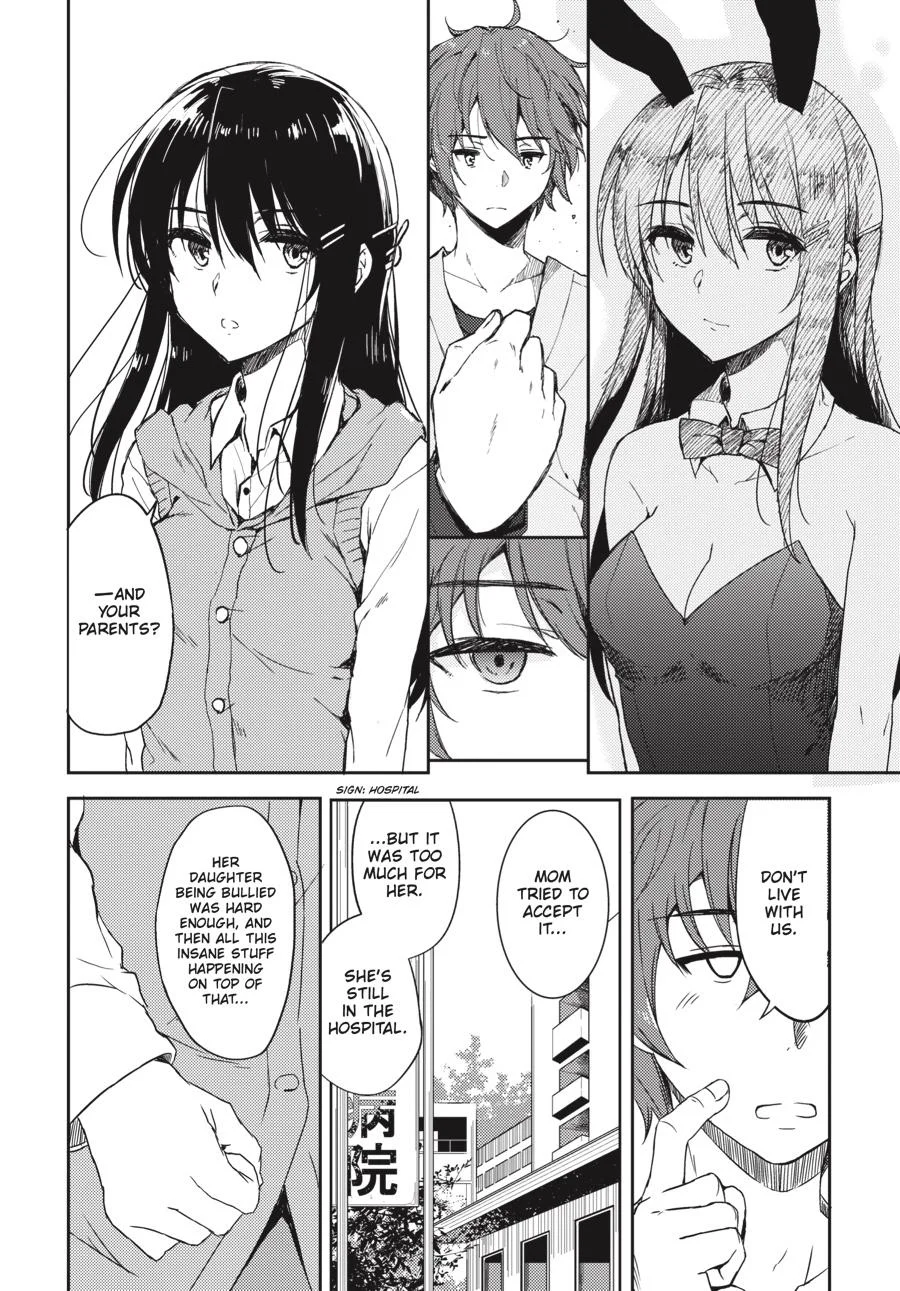 —AND
YOUR
PARENTS?
DON'T
LIVE
WITH
US.
SIGN: HOSPITAL
MOM
TRIED TO
ACCEPT
IT...
...BUT IT
WAS TOO
MUCH FOR
HER.
SHE'S
STILL
IN THE
HOSPITAL.
病
院
HER
DAUGHTER
BEING BULLIED
WAS HARD
ENOUGH, AND
THEN ALL THIS
INSANE STUFF
HAPPENING
ON TOP OF
THAT...